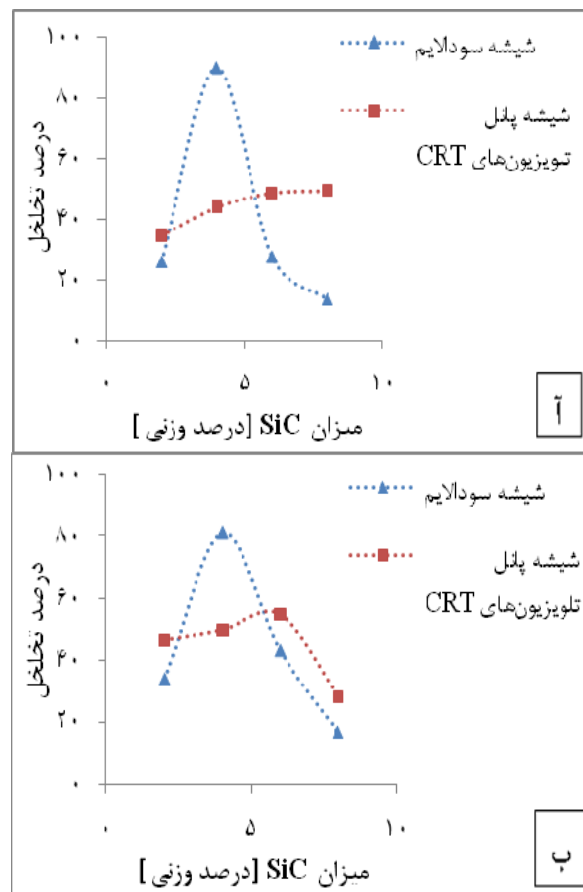 ۱۰۰
۸۰
۶۰
۴۰
۲۰
۰
درصد تخلخل
شیشه سودالایم
شیشه پانل
تنویزیون‌های CRT
۰
۵
۱۰
میزان SiC [درصد وزنی]
آ
۱۰۰
۸۰
۶۰
۴۰
۲۰
۰
درصد تخلخل
شیشه سودالایم
شیشه پانل
تلویزیون‌های CRT
۰
۵
۱۰
میزان SiC [درصد وزنی]
ب